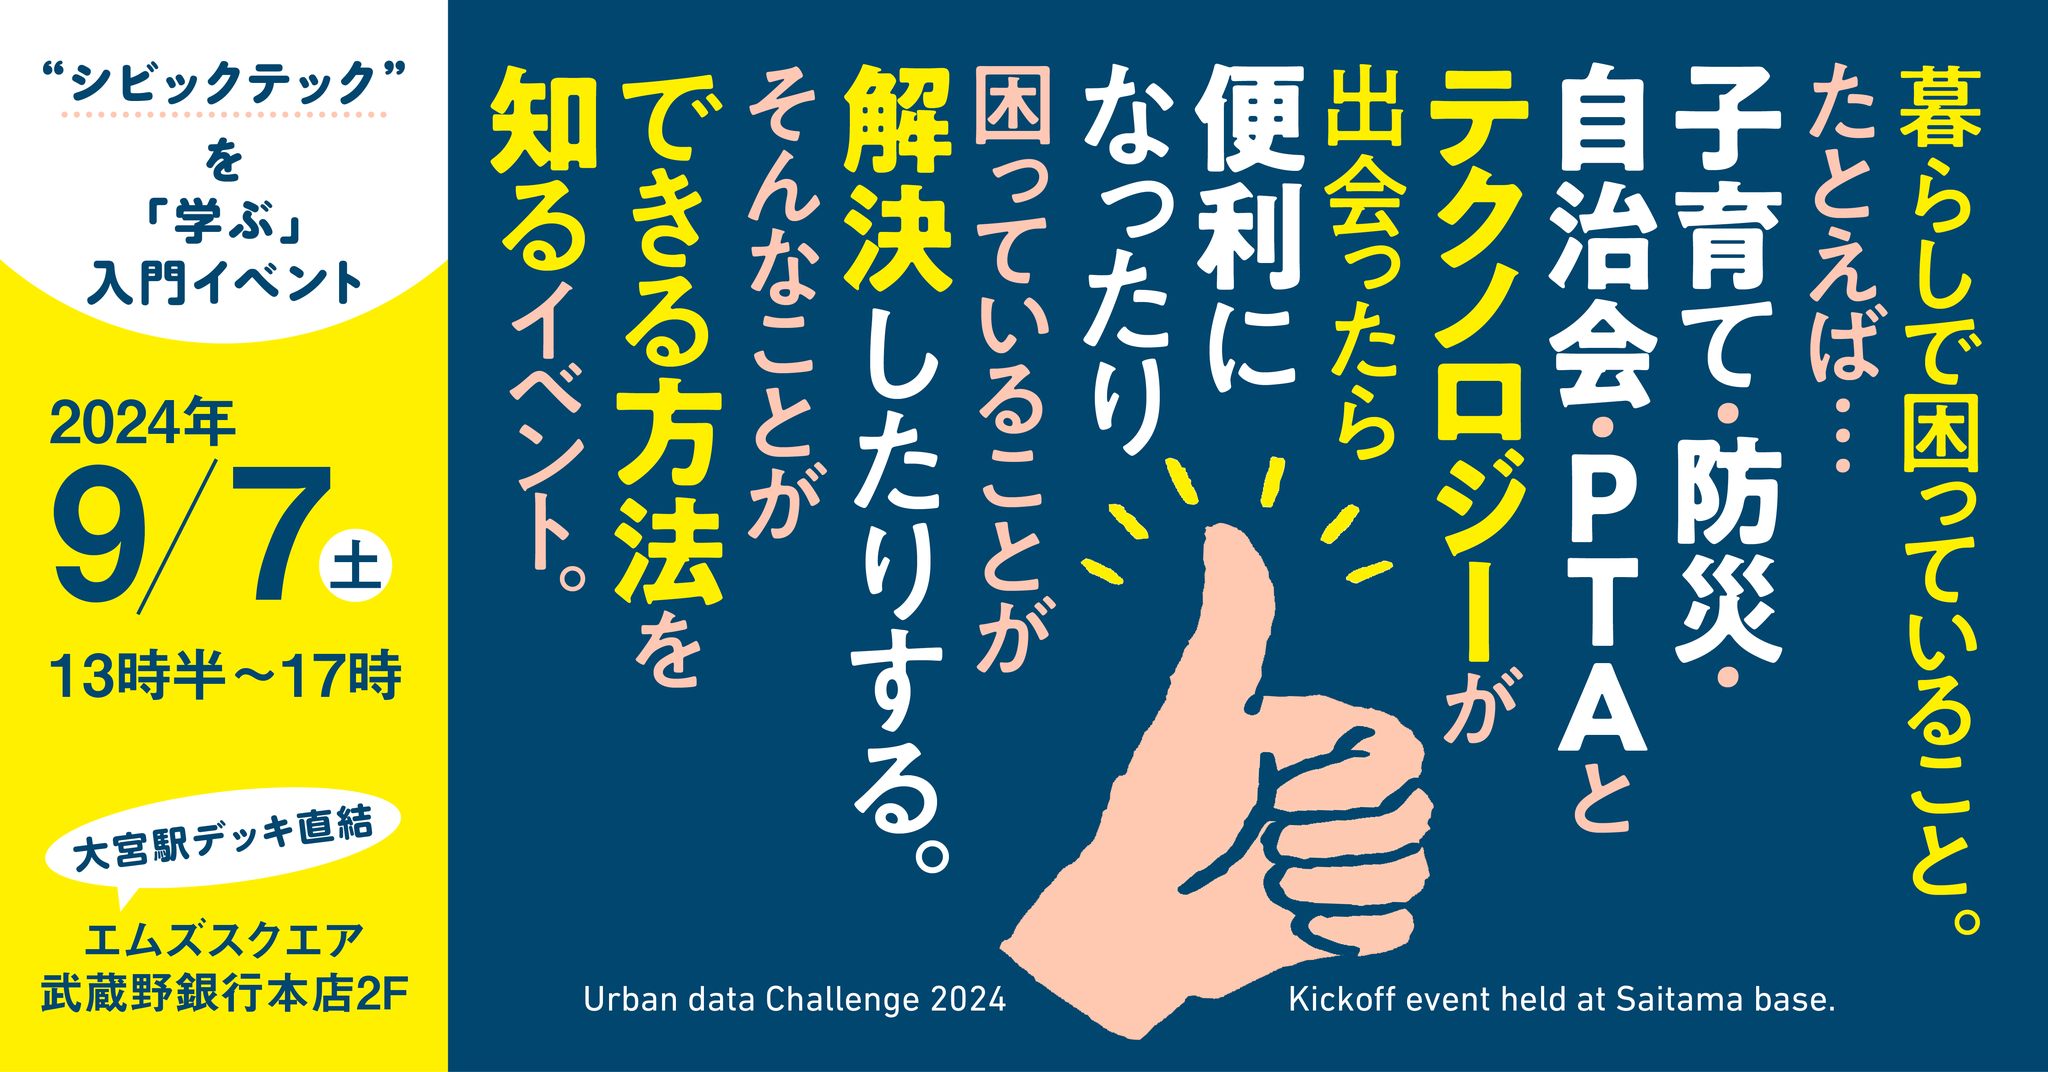 “シビックテック”
を
「学ぶ」
入門イベント
2024年
9/7土
13時半〜17時
大宮駅デッキ直結
エムズスクエア
武蔵野銀行本店2F
暮らしで困っていること。
たとえば……
子育て・防災・
自治会・PTAと
テクノロジーが
出会ったら
便利に
なったり
困っていることが
解決したりする。
そんなことが
できる方法を
知るイベント。
Urban data Challenge 2024
Kickoff event held at Saitama base.